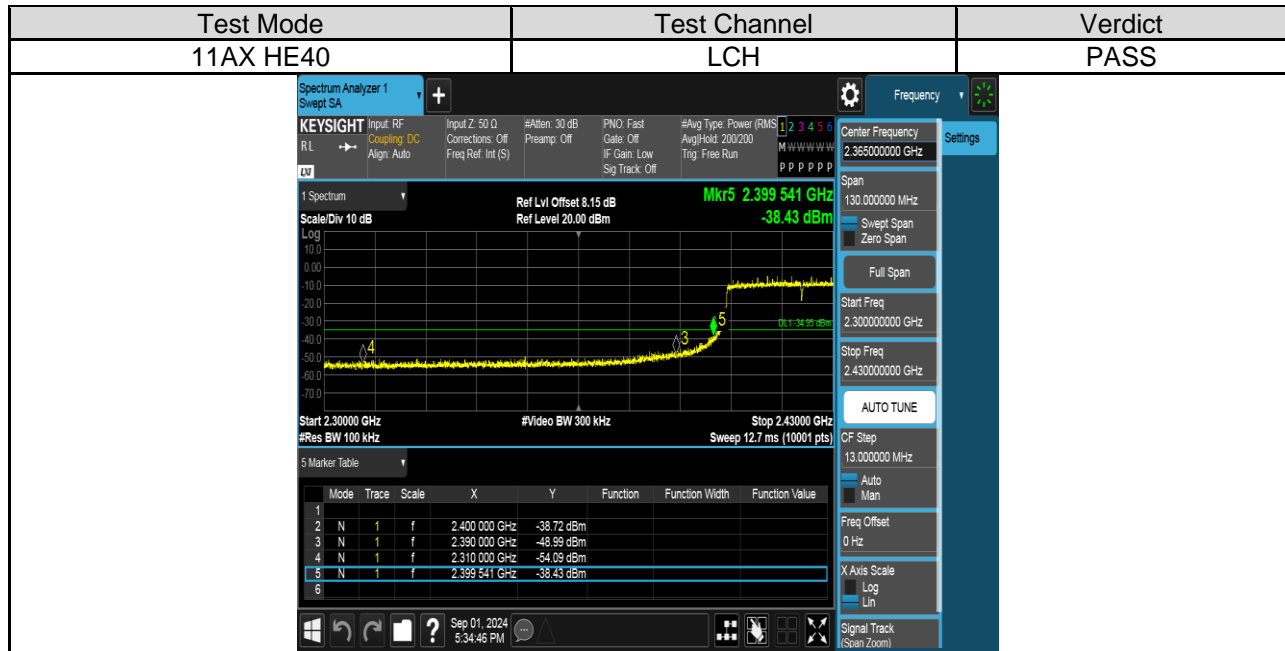 Test Mode Test Channel Verdict
11AX HE40 LCH PASS
Spectrum Analyzer 1
Swept SA
+
Frequency
KEYSIGHT
RL
LXI
Input: RF
Coupling: DC
Align: Auto
Input Z: 50 Ω
Corrections: Off
Freq Ref: Int (S)
#Atten: 30 dB
Preamp: Off
PNO: Fast
Gate: Off
IF Gain: Low
Sig Track: Off
#Avg Type: Power (RMS
Avg|Hold: 200/200
Trig: Free Run
1 2 3 4 5 6
M W W W W W
P P P P P P
1 Spectrum
Scale/Div 10 dB
Ref Lvl Offset 8.15 dB
Ref Level 20.00 dBm
Mkr5 2.399 541 GHz
-38.43 dBm
Log
10.0
0.00
-10.0
-20.0
-30.0
-40.0
-50.0
-60.0
-70.0
4
3
5
DL1 -34.95 dBm
Start 2.30000 GHz #Video BW 300 kHz Stop 2.43000 GHz
#Res BW 100 kHz Sweep 12.7 ms (10001 pts)
5 Marker Table
Mode Trace Scale X Y Function Function Width Function Value
1
2 N 1 f 2.400 000 GHz -38.72 dBm
3 N 1 f 2.390 000 GHz -48.99 dBm
4 N 1 f 2.310 000 GHz -54.09 dBm
5 N 1 f 2.399 541 GHz -38.43 dBm
6
?
Sep 01, 2024
5:34:46 PM
Center Frequency
2.365000000 GHz
Settings
Span
130.000000 MHz
Swept Span
Zero Span
Full Span
Start Freq
2.300000000 GHz
Stop Freq
2.430000000 GHz
AUTO TUNE
CF Step
13.000000 MHz
Auto
Man
Freq Offset
0 Hz
X Axis Scale
Log
Lin
Signal Track
(Span Zoom)